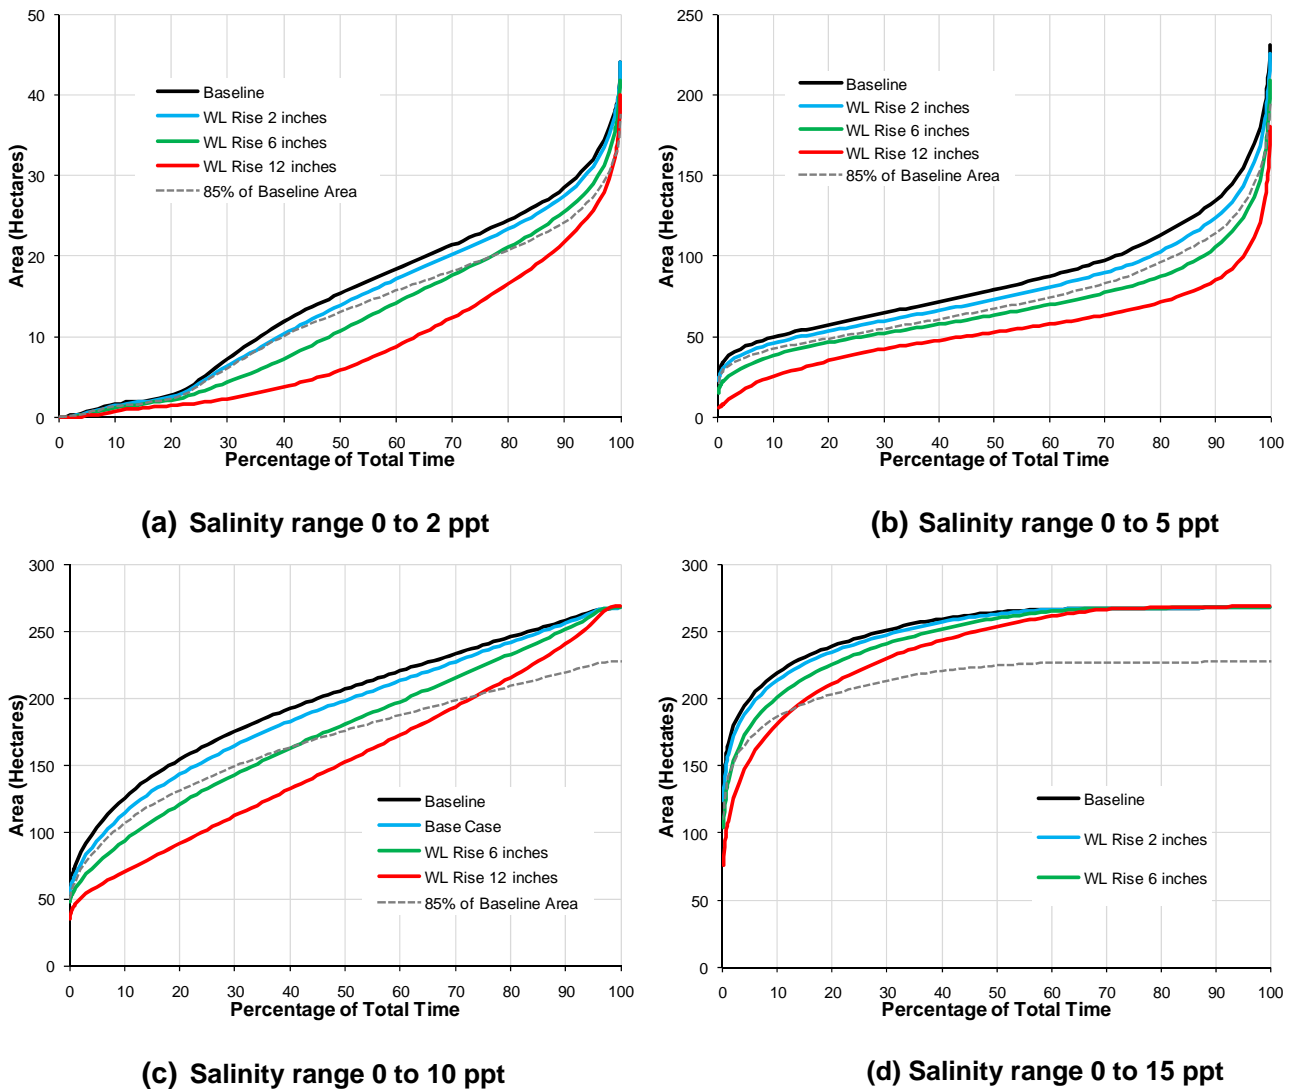 50
40
30
20
10
0
Area (Hectares)
Baseline
WL Rise 2 inches
WL Rise 6 inches
WL Rise 12 inches
85% of Baseline Area
0 10 20 30 40 50 60 70 80 90 100
Percentage of Total Time
(a) Salinity range 0 to 2 ppt
250
200
150
100
50
0
Area (Hectares)
Baseline
WL Rise 2 inches
WL Rise 6 inches
WL Rise 12 inches
85% of Baseline Area
0 10 20 30 40 50 60 70 80 90 100
Percentage of Total Time
(b) Salinity range 0 to 5 ppt
300
250
200
150
100
50
0
Area (Hectares)
Baseline
Base Case
WL Rise 6 inches
WL Rise 12 inches
85% of Baseline Area
0 10 20 30 40 50 60 70 80 90 100
Percentage of Total Time
(c) Salinity range 0 to 10 ppt
300
250
200
150
100
50
0
Area (Hectates)
Baseline
WL Rise 2 inches
WL Rise 6 inches
0 10 20 30 40 50 60 70 80 90 100
Percentage of Total Time
(d) Salinity range 0 to 15 ppt